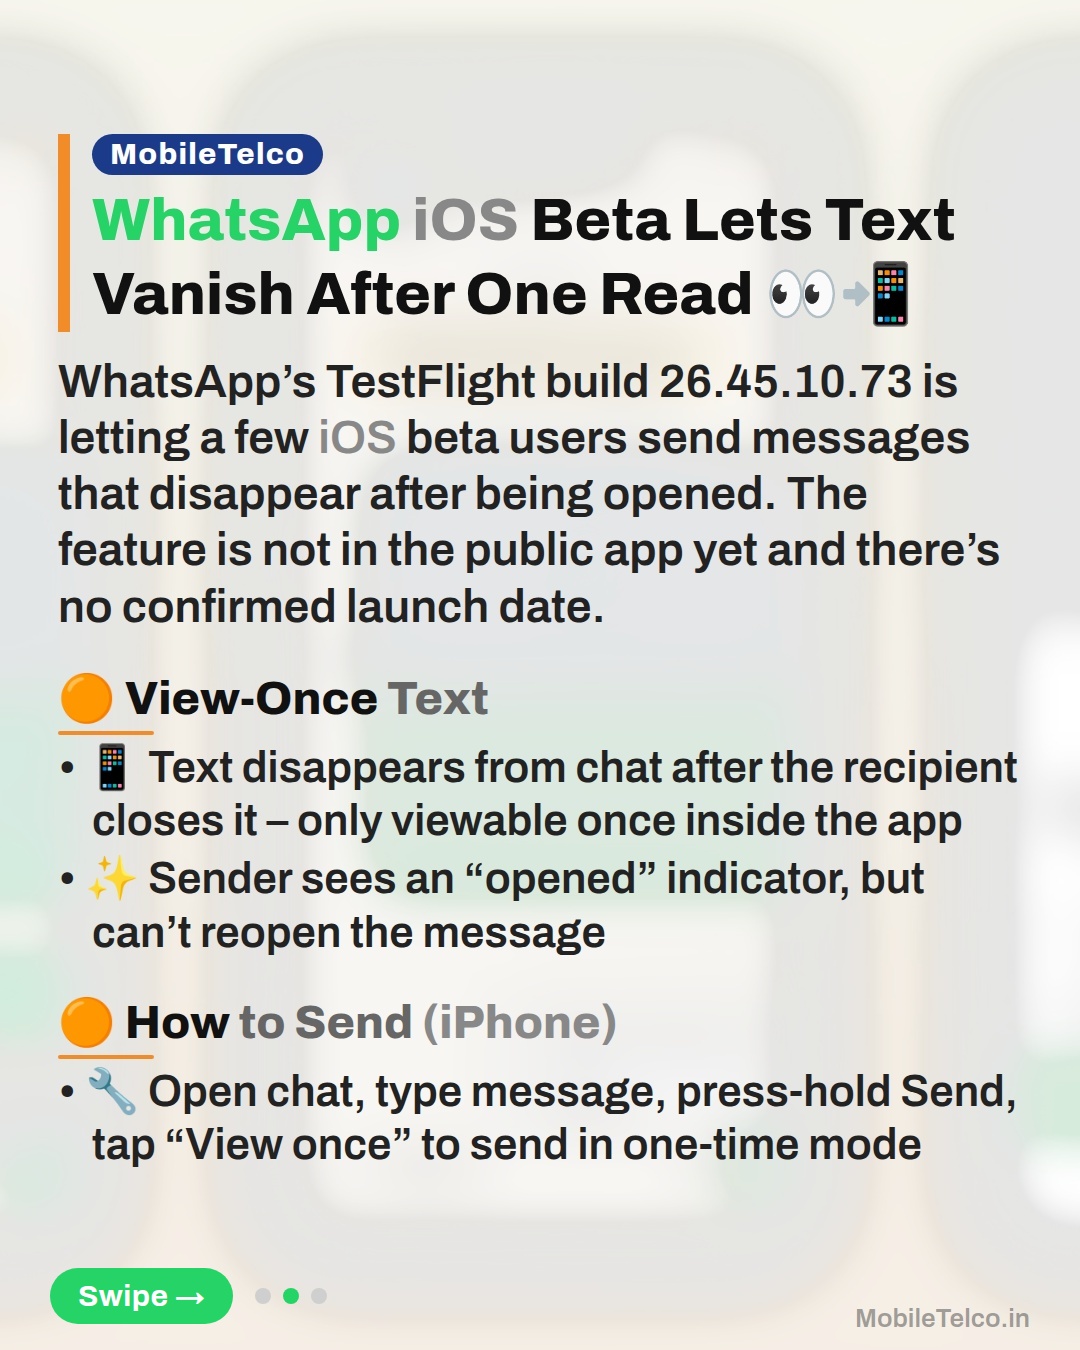 MobileTelco
WhatsApp iOS Beta Lets Text
Vanish After One Read 👀➜📱
WhatsApp’s TestFlight build 26.45.10.73 is
letting a few iOS beta users send messages
that disappear after being opened. The
feature is not in the public app yet and there’s
no confirmed launch date.
🟠 View-Once Text
• 📱 Text disappears from chat after the recipient
closes it – only viewable once inside the app
• ✨ Sender sees an “opened” indicator, but
can’t reopen the message
🟠 How to Send (iPhone)
• 🔧 Open chat, type message, press-hold Send,
tap “View once” to send in one-time mode
Swipe →
MobileTelco.in